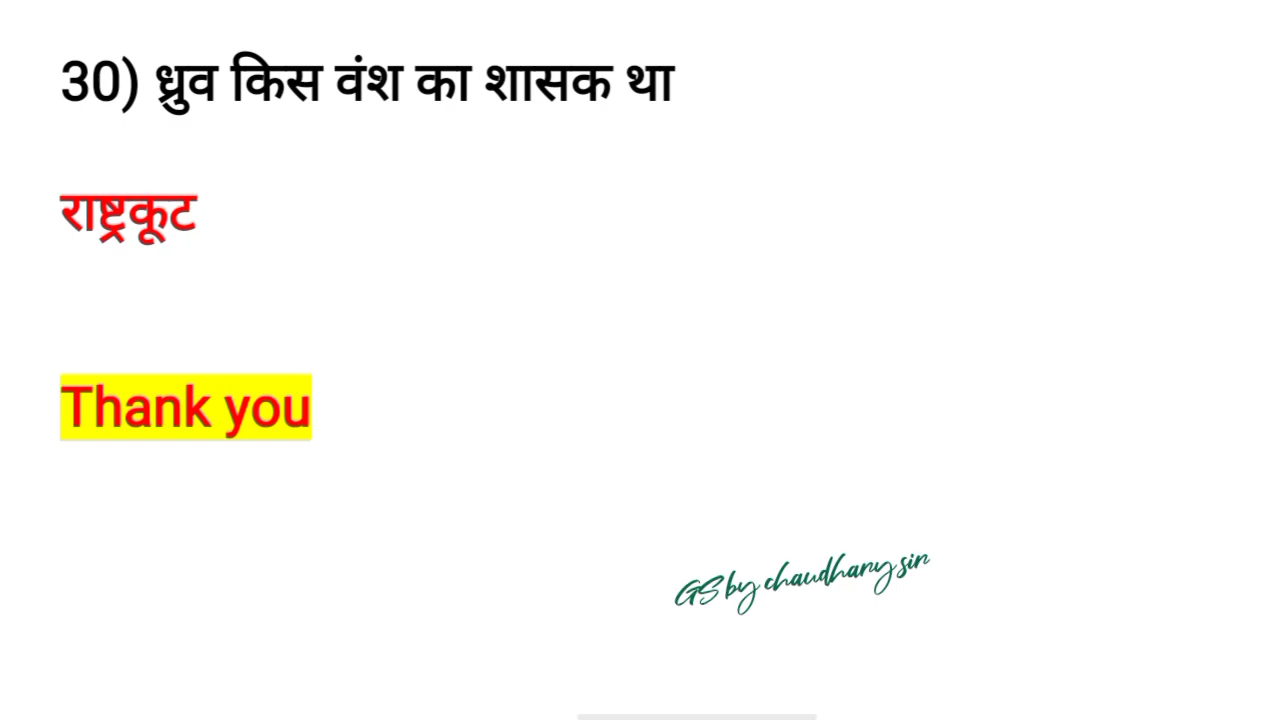 30) ध्रुव किस वंश का शासक था
राष्ट्रकूट
Thank you
GS by chaudhary sir